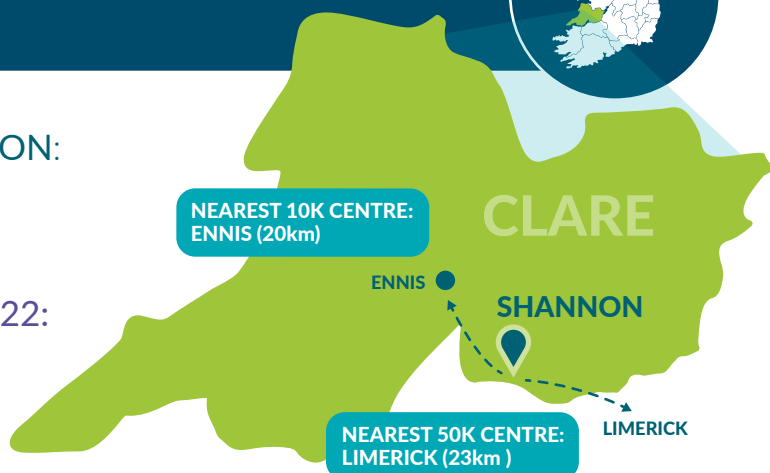 ON:
NEAREST 10K CENTRE:
ENNIS (20km)
CLARE
ENNIS
SHANNON
22:
NEAREST 50K CENTRE:
LIMERICK (23km )
LIMERICK